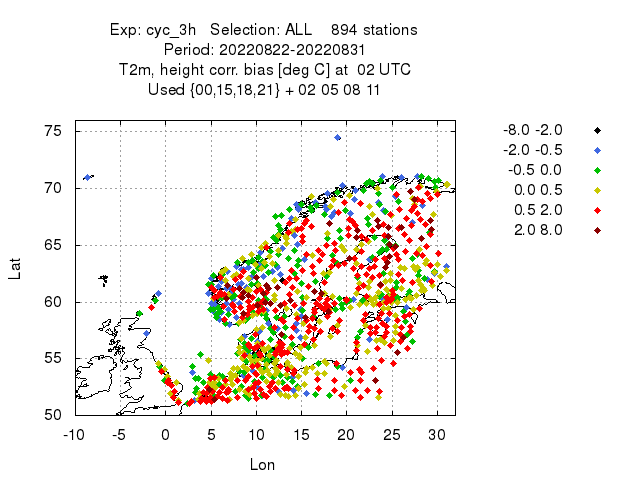 Exp: cyc_3h Selection: ALL 894 stations
Period: 20220822-20220831
T2m, height corr. bias [deg C] at 02 UTC
Used {00,15,18,21} + 02 05 08 11
75
70
65
60
55
50
Lat
-10 -5 0 5 10 15 20 25 30
Lon
-8.0 -2.0
-2.0 -0.5
-0.5 0.0
0.0 0.5
0.5 2.0
2.0 8.0